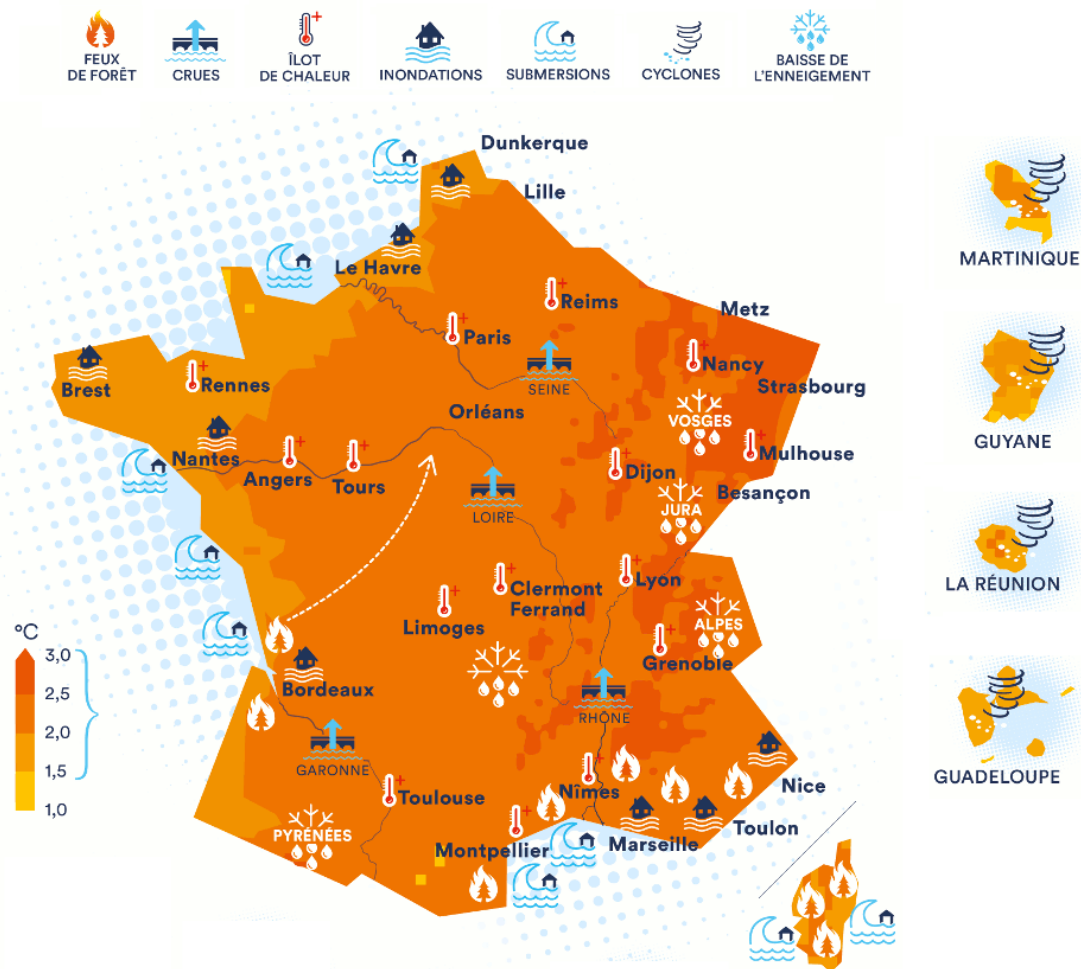 FEUX
DE FORÊT
CRUES
ÎLOT
DE CHALEUR
INONDATIONS
SUBMERSIONS
CYCLONES
BAISSE DE
L'ENNEIGEMENT
Dunkerque
Lille
Le Havre
Reims
Metz
Paris
Nancy
Brest
Rennes
SEINE
Strasbourg
Orléans
VOSGES
Nantes
Mulhouse
Angers
Tours
Dijon
Besançon
LOIRE
JURA
Lyon
Clermont
Ferrand
Limoges
ALPES
Grenoble
Bordeaux
RHÔNE
GARONNE
Nîmes
Nice
Toulouse
Toulon
PYRÉNÉES
Montpellier
Marseille
°C
3,0
2,5
2,0
1,5
1,0
MARTINIQUE
GUYANE
LA RÉUNION
GUADELOUPE